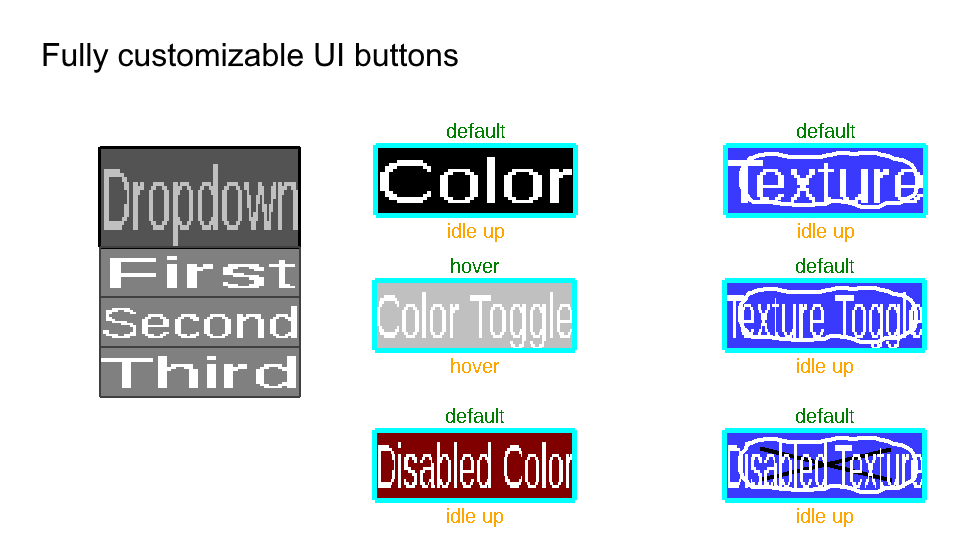 Fully customizable UI buttons
Dropdown
First
Second
Third
default
Color
idle up
hover
Color Toggle
hover
default
Disabled Color
idle up
default
Texture
idle up
default
Texture Toggle
idle up
default
Disabled Texture
idle up